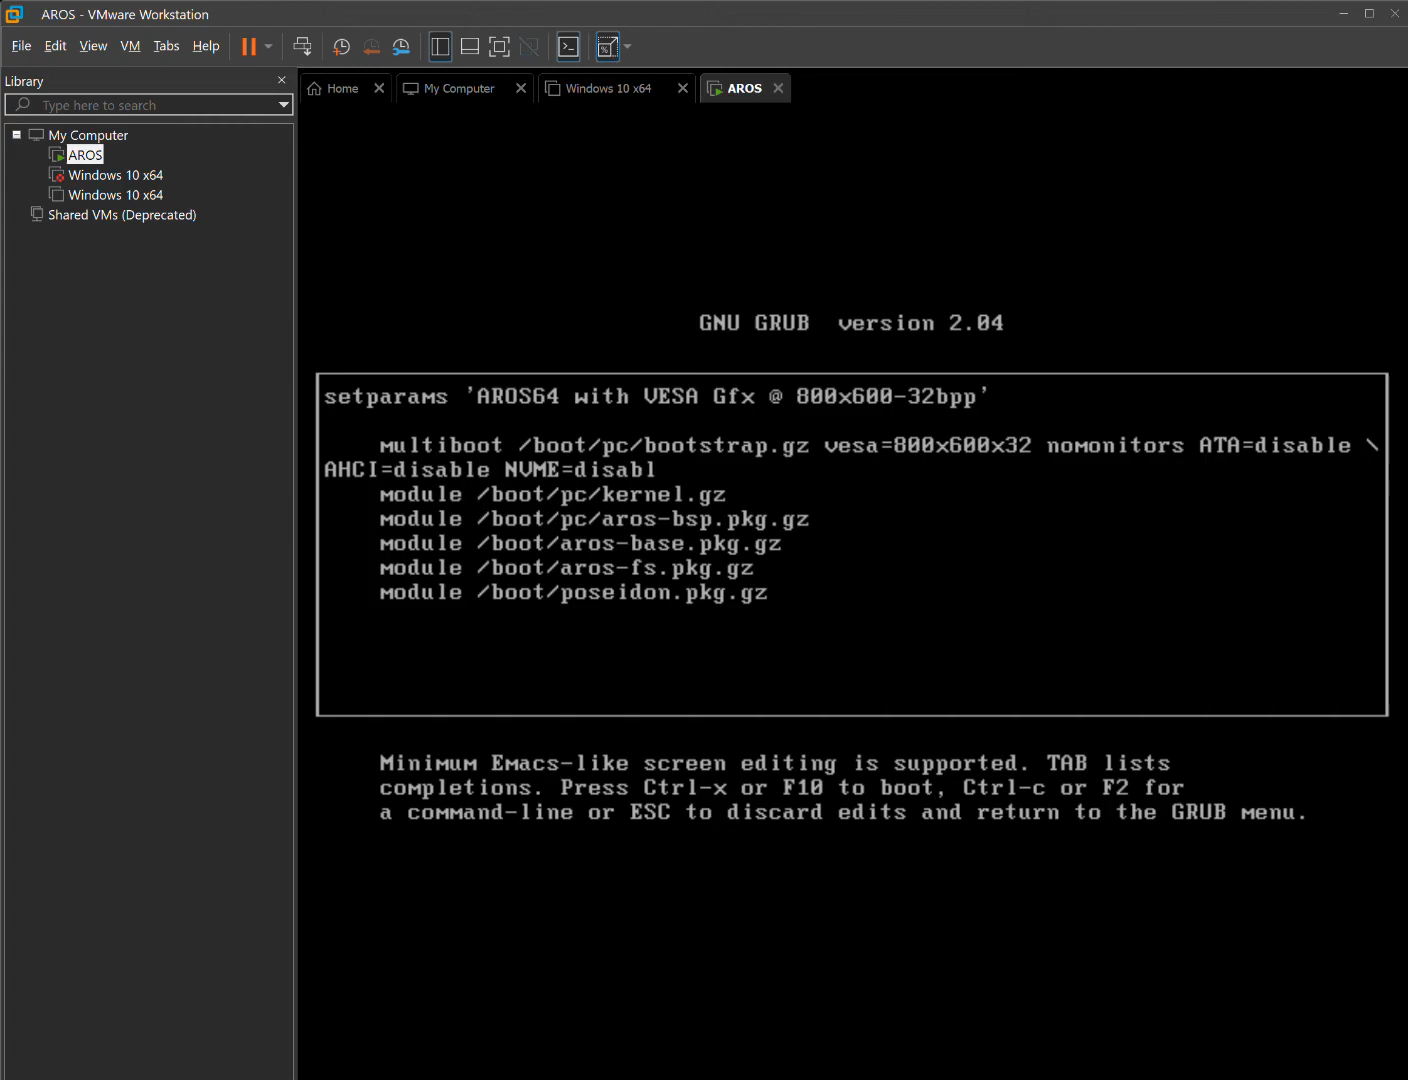 AROS - VMware Workstation
File Edit View VM Tabs Help
Library
Type here to search
My Computer
AROS
Windows 10 x64
Windows 10 x64
Shared VMs (Deprecated)
Home
My Computer
Windows 10 x64
AROS
GNU GRUB version 2.04
setparams 'AROS64 with VESA Gfx @ 800x600-32bpp'
multiboot /boot/pc/bootstrap.gz vesa=800x600x32 nomonitors ATA=disable \
AHCI=disable NVME=disabl
module /boot/pc/kernel.gz
module /boot/pc/aros-bsp.pkg.gz
module /boot/aros-base.pkg.gz
module /boot/aros-fs.pkg.gz
module /boot/poseidon.pkg.gz
Minimum Emacs-like screen editing is supported. TAB lists
completions. Press Ctrl-x or F10 to boot, Ctrl-c or F2 for
a command-line or ESC to discard edits and return to the GRUB menu.